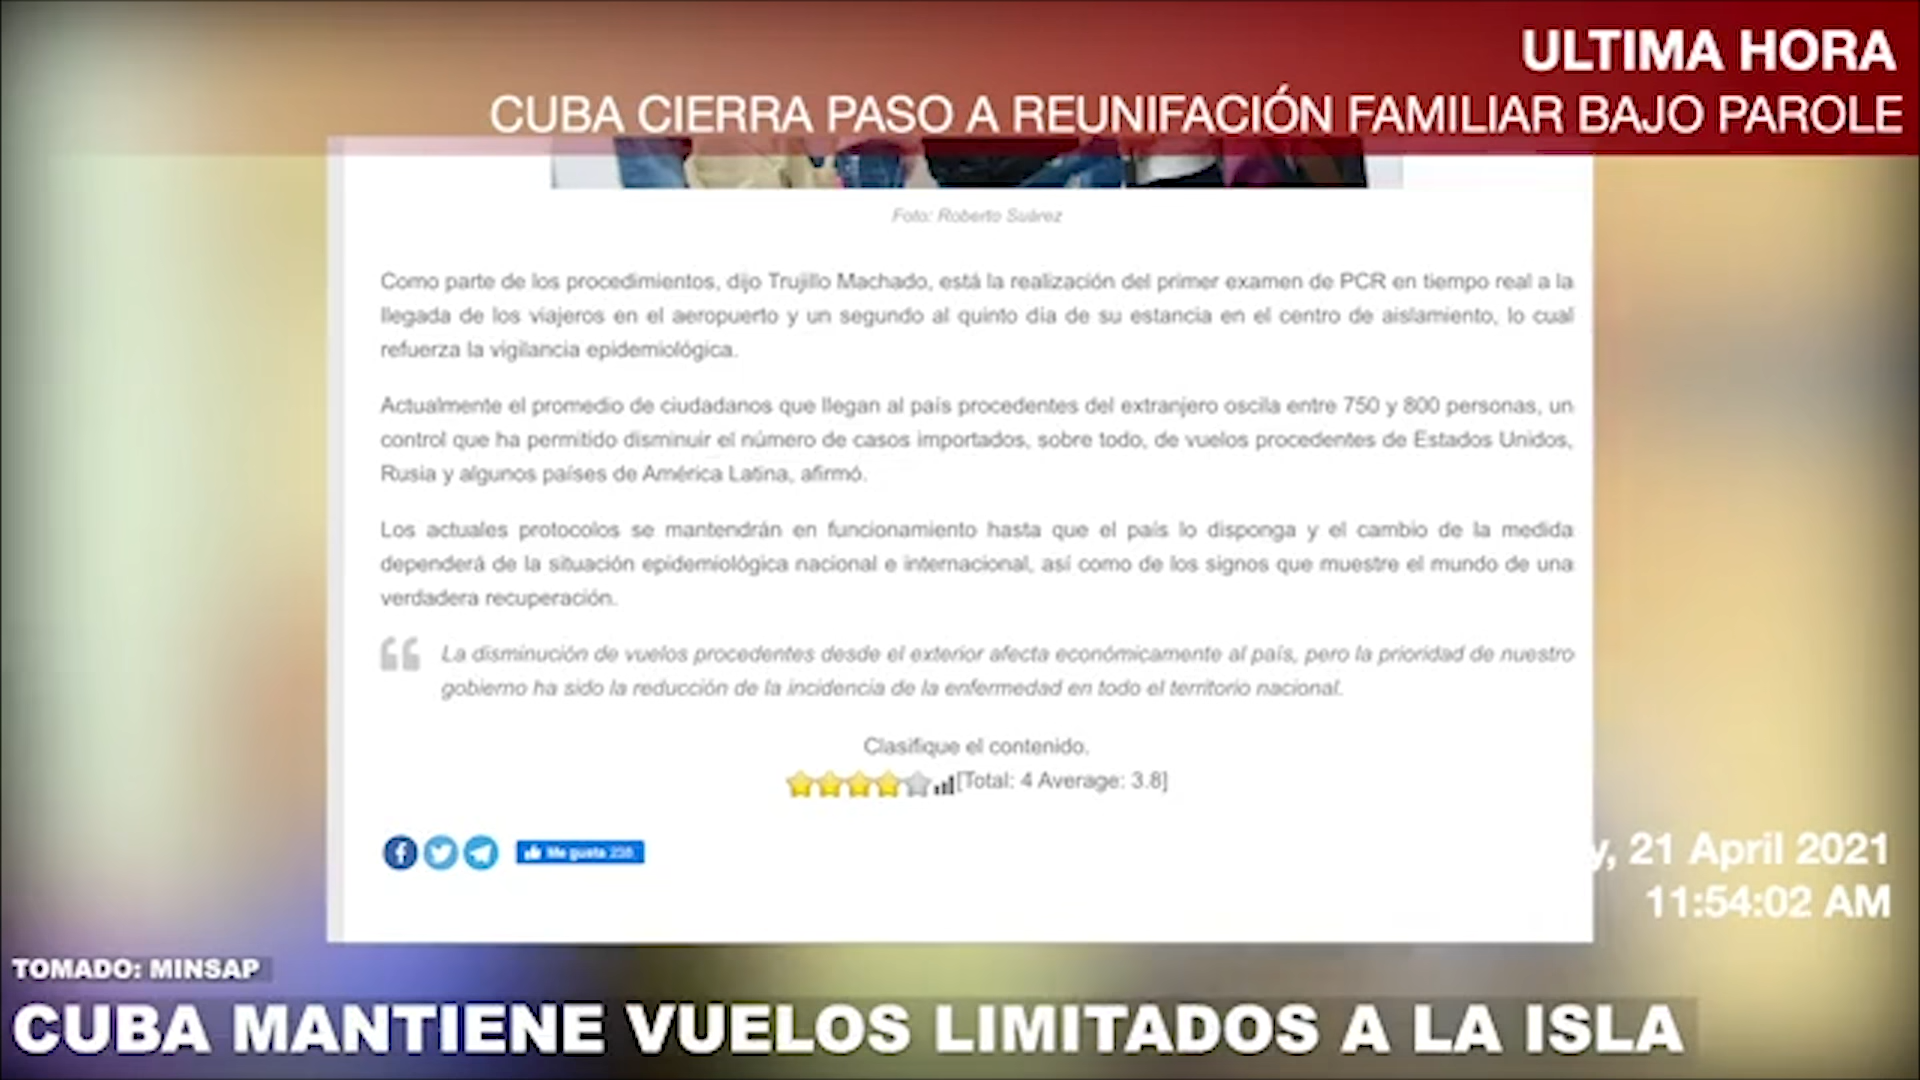 ULTIMA HORA
CUBA CIERRA PASO A REUNIFACIÓN FAMILIAR BAJO PAROLE
Foto: Roberto Suárez
Como parte de los procedimientos, dijo Trujillo Machado, está la realización del primer examen de PCR en tiempo real a la
llegada de los viajeros en el aeropuerto y un segundo al quinto día de su estancia en el centro de aislamiento, lo cual
refuerza la vigilancia epidemiológica.
Actualmente el promedio de ciudadanos que llegan al país procedentes del extranjero oscila entre 750 y 800 personas, un
control que ha permitido disminuir el número de casos importados, sobre todo, de vuelos procedentes de Estados Unidos,
Rusia y algunos países de América Latina, afirmó.
Los actuales protocolos se mantendrán en funcionamiento hasta que el país lo disponga y el cambio de la medida
dependerá de la situación epidemiológica nacional e internacional, así como de los signos que muestre el mundo de una
verdadera recuperación.
La disminución de vuelos procedentes desde el exterior afecta económicamente al país, pero la prioridad de nuestro
gobierno ha sido la reducción de la incidencia de la enfermedad en todo el territorio nacional.
Clasifique el contenido.
[Total: 4 Average: 3.8]
Me gusta
y, 21 April 2021
11:54:02 AM
TOMADO: MINSAP
CUBA MANTIENE VUELOS LIMITADOS A LA ISLA